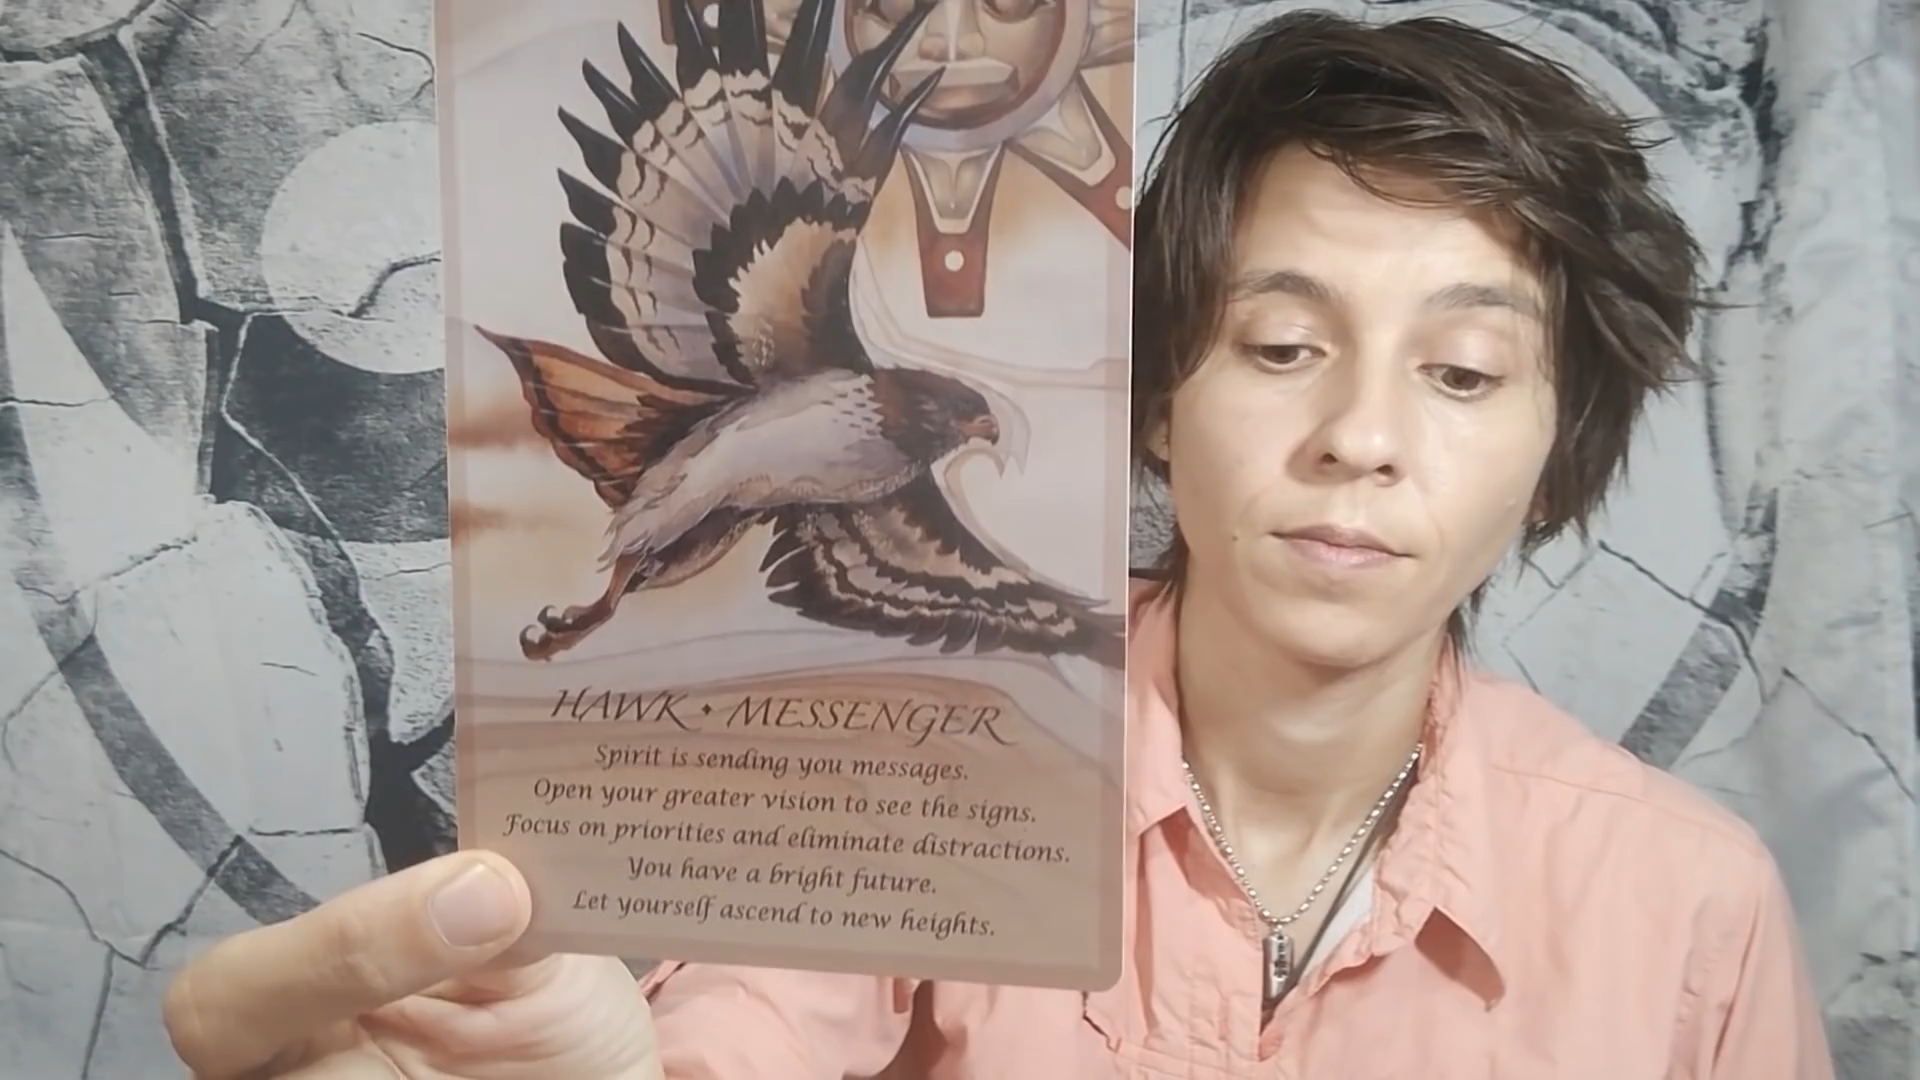 HAWK ✦ MESSENGER
Spirit is sending you messages.
Open your greater vision to see the signs.
Focus on priorities and eliminate distractions.
You have a bright future.
Let yourself ascend to new heights.